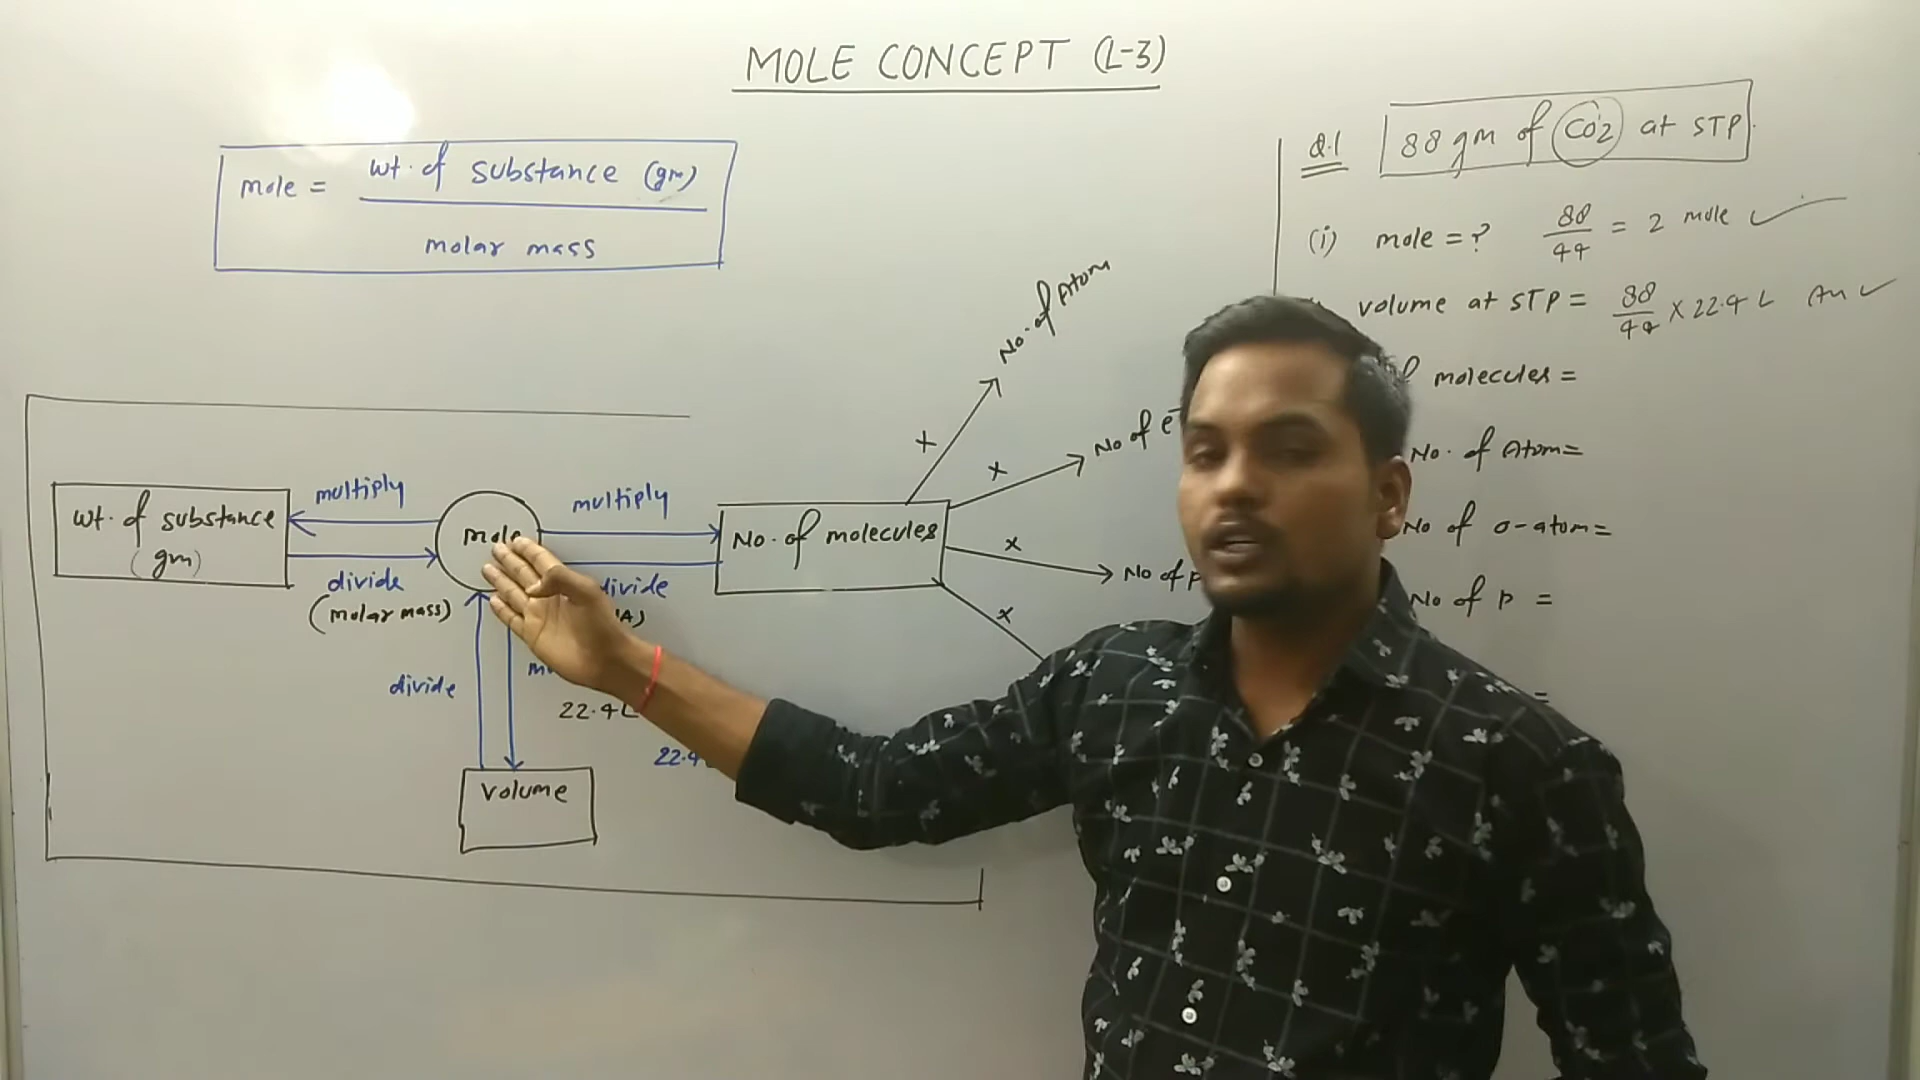 MOLE CONCEPT (L-3)
mole = wt. of substance (gm)
molar mass
Q.1 88 gm of CO2 at STP.
(i) mole = ? 88/44 = 2 mole
volume at STP = 88/44 X 22.4 L Au
molecules =
No. of Atom=
No of o-atom=
No of p =
=
No. of Atom
x
No of e-
x
x
No of p
x
wt. of substance
(gm)
multiply
divide
(molar mass)
mole
multiply
No. of molecules
divide
22.4L
22.4
Volume